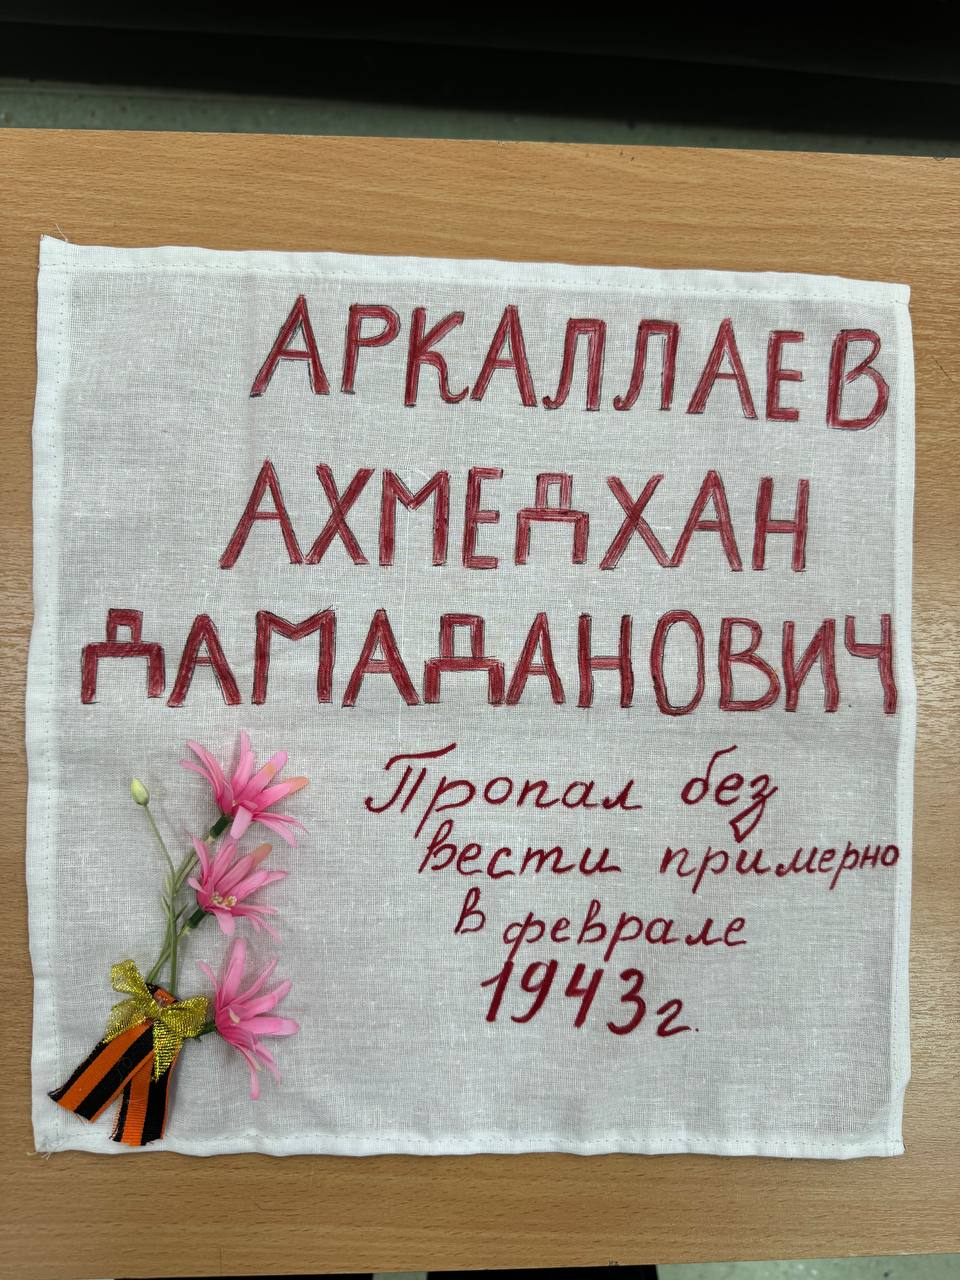 АРКАЛЛАЕВ
АХМЕДХАН
ДАМАДАНОВИЧ
Пропал без
вести примерно
в феврале
1943г.